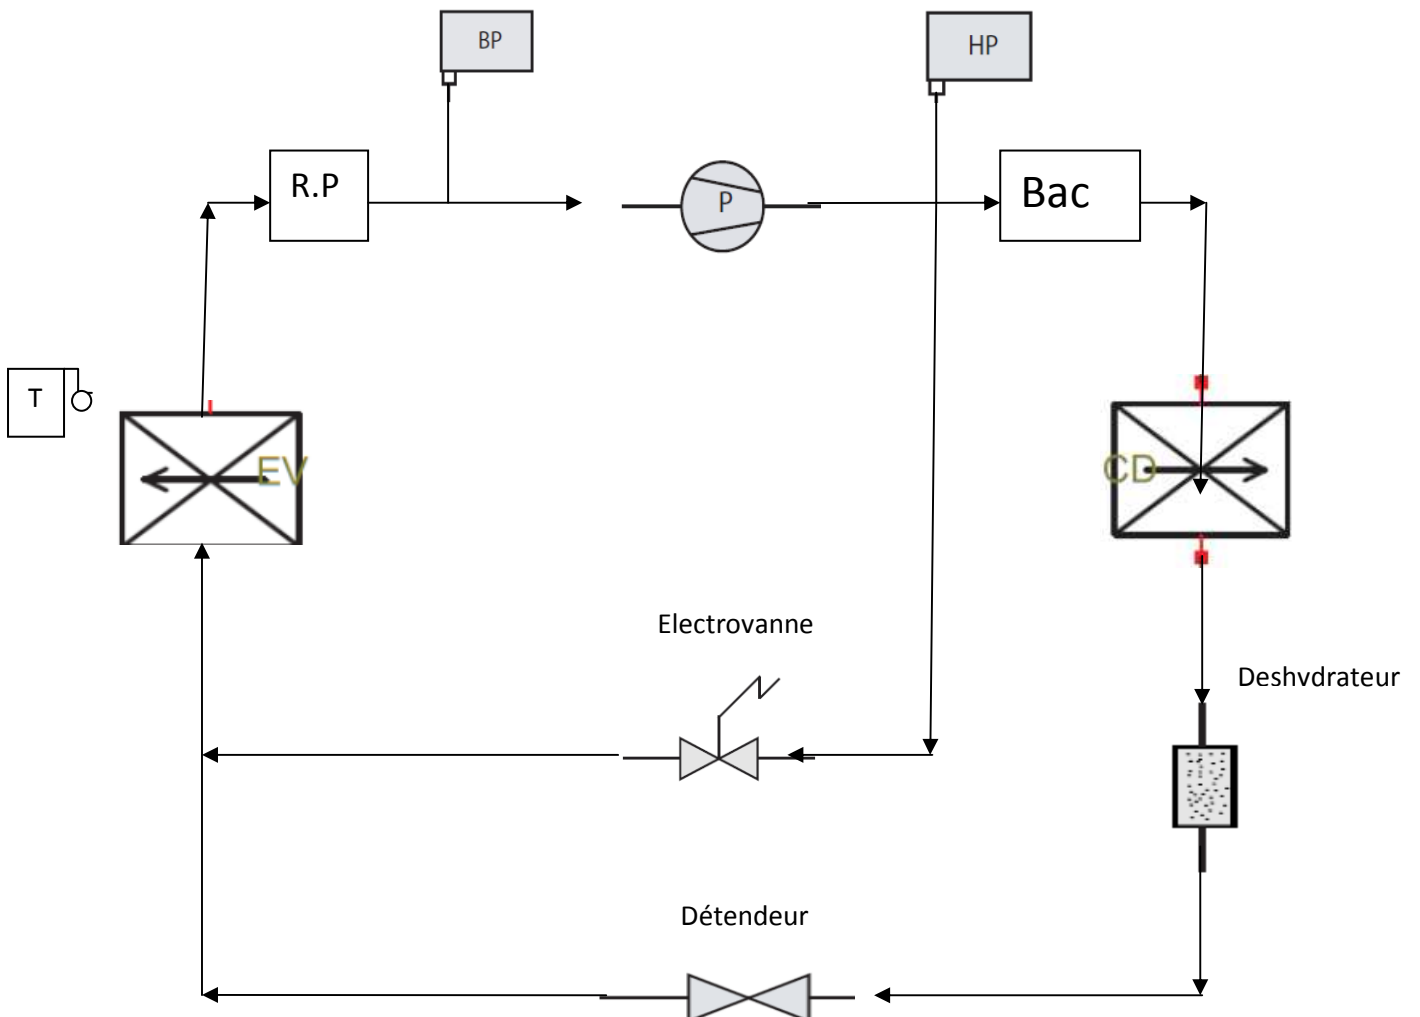 BP
HP
R.P
P
Bac
T
EV
CD
Electrovanne
Deshvdrateur
Détendeur